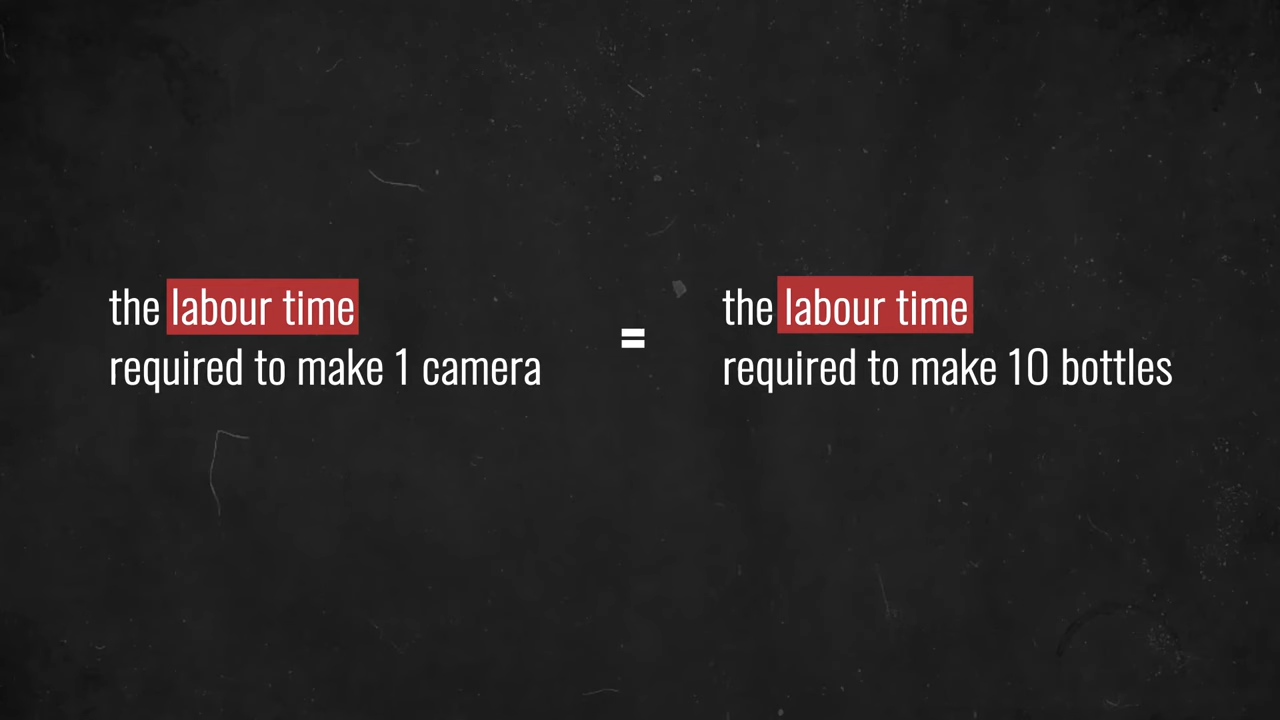 the labour time
required to make 1 camera
=
the labour time
required to make 10 bottles